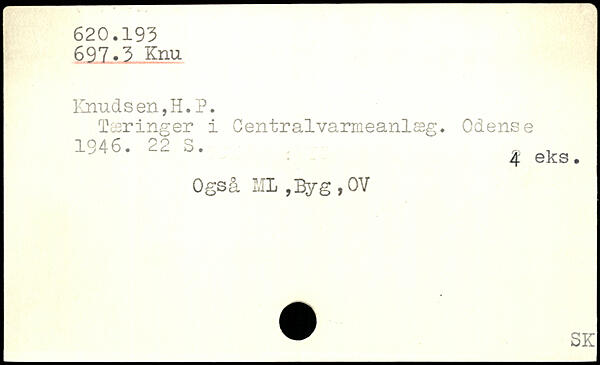 620.193
697.3 Knu
Knudsen,H.P.
Tæringer i Centralvarmeanlæg. Odense
1946. 22 S.
4 eks.
Også ML,Byg,OV
SK